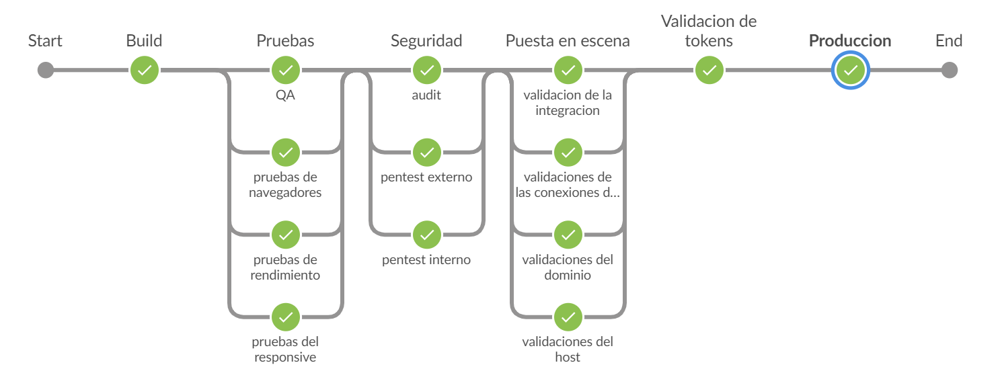 Start
Build
Pruebas
Seguridad
Puesta en escena
Validacion de
tokens
Produccion
End
QA
audit
validacion de la
integracion
pruebas de
navegadores
pentest externo
validaciones de
las conexiones d...
pruebas de
rendimiento
pentest interno
validaciones del
dominio
pruebas del
responsive
validaciones del
host